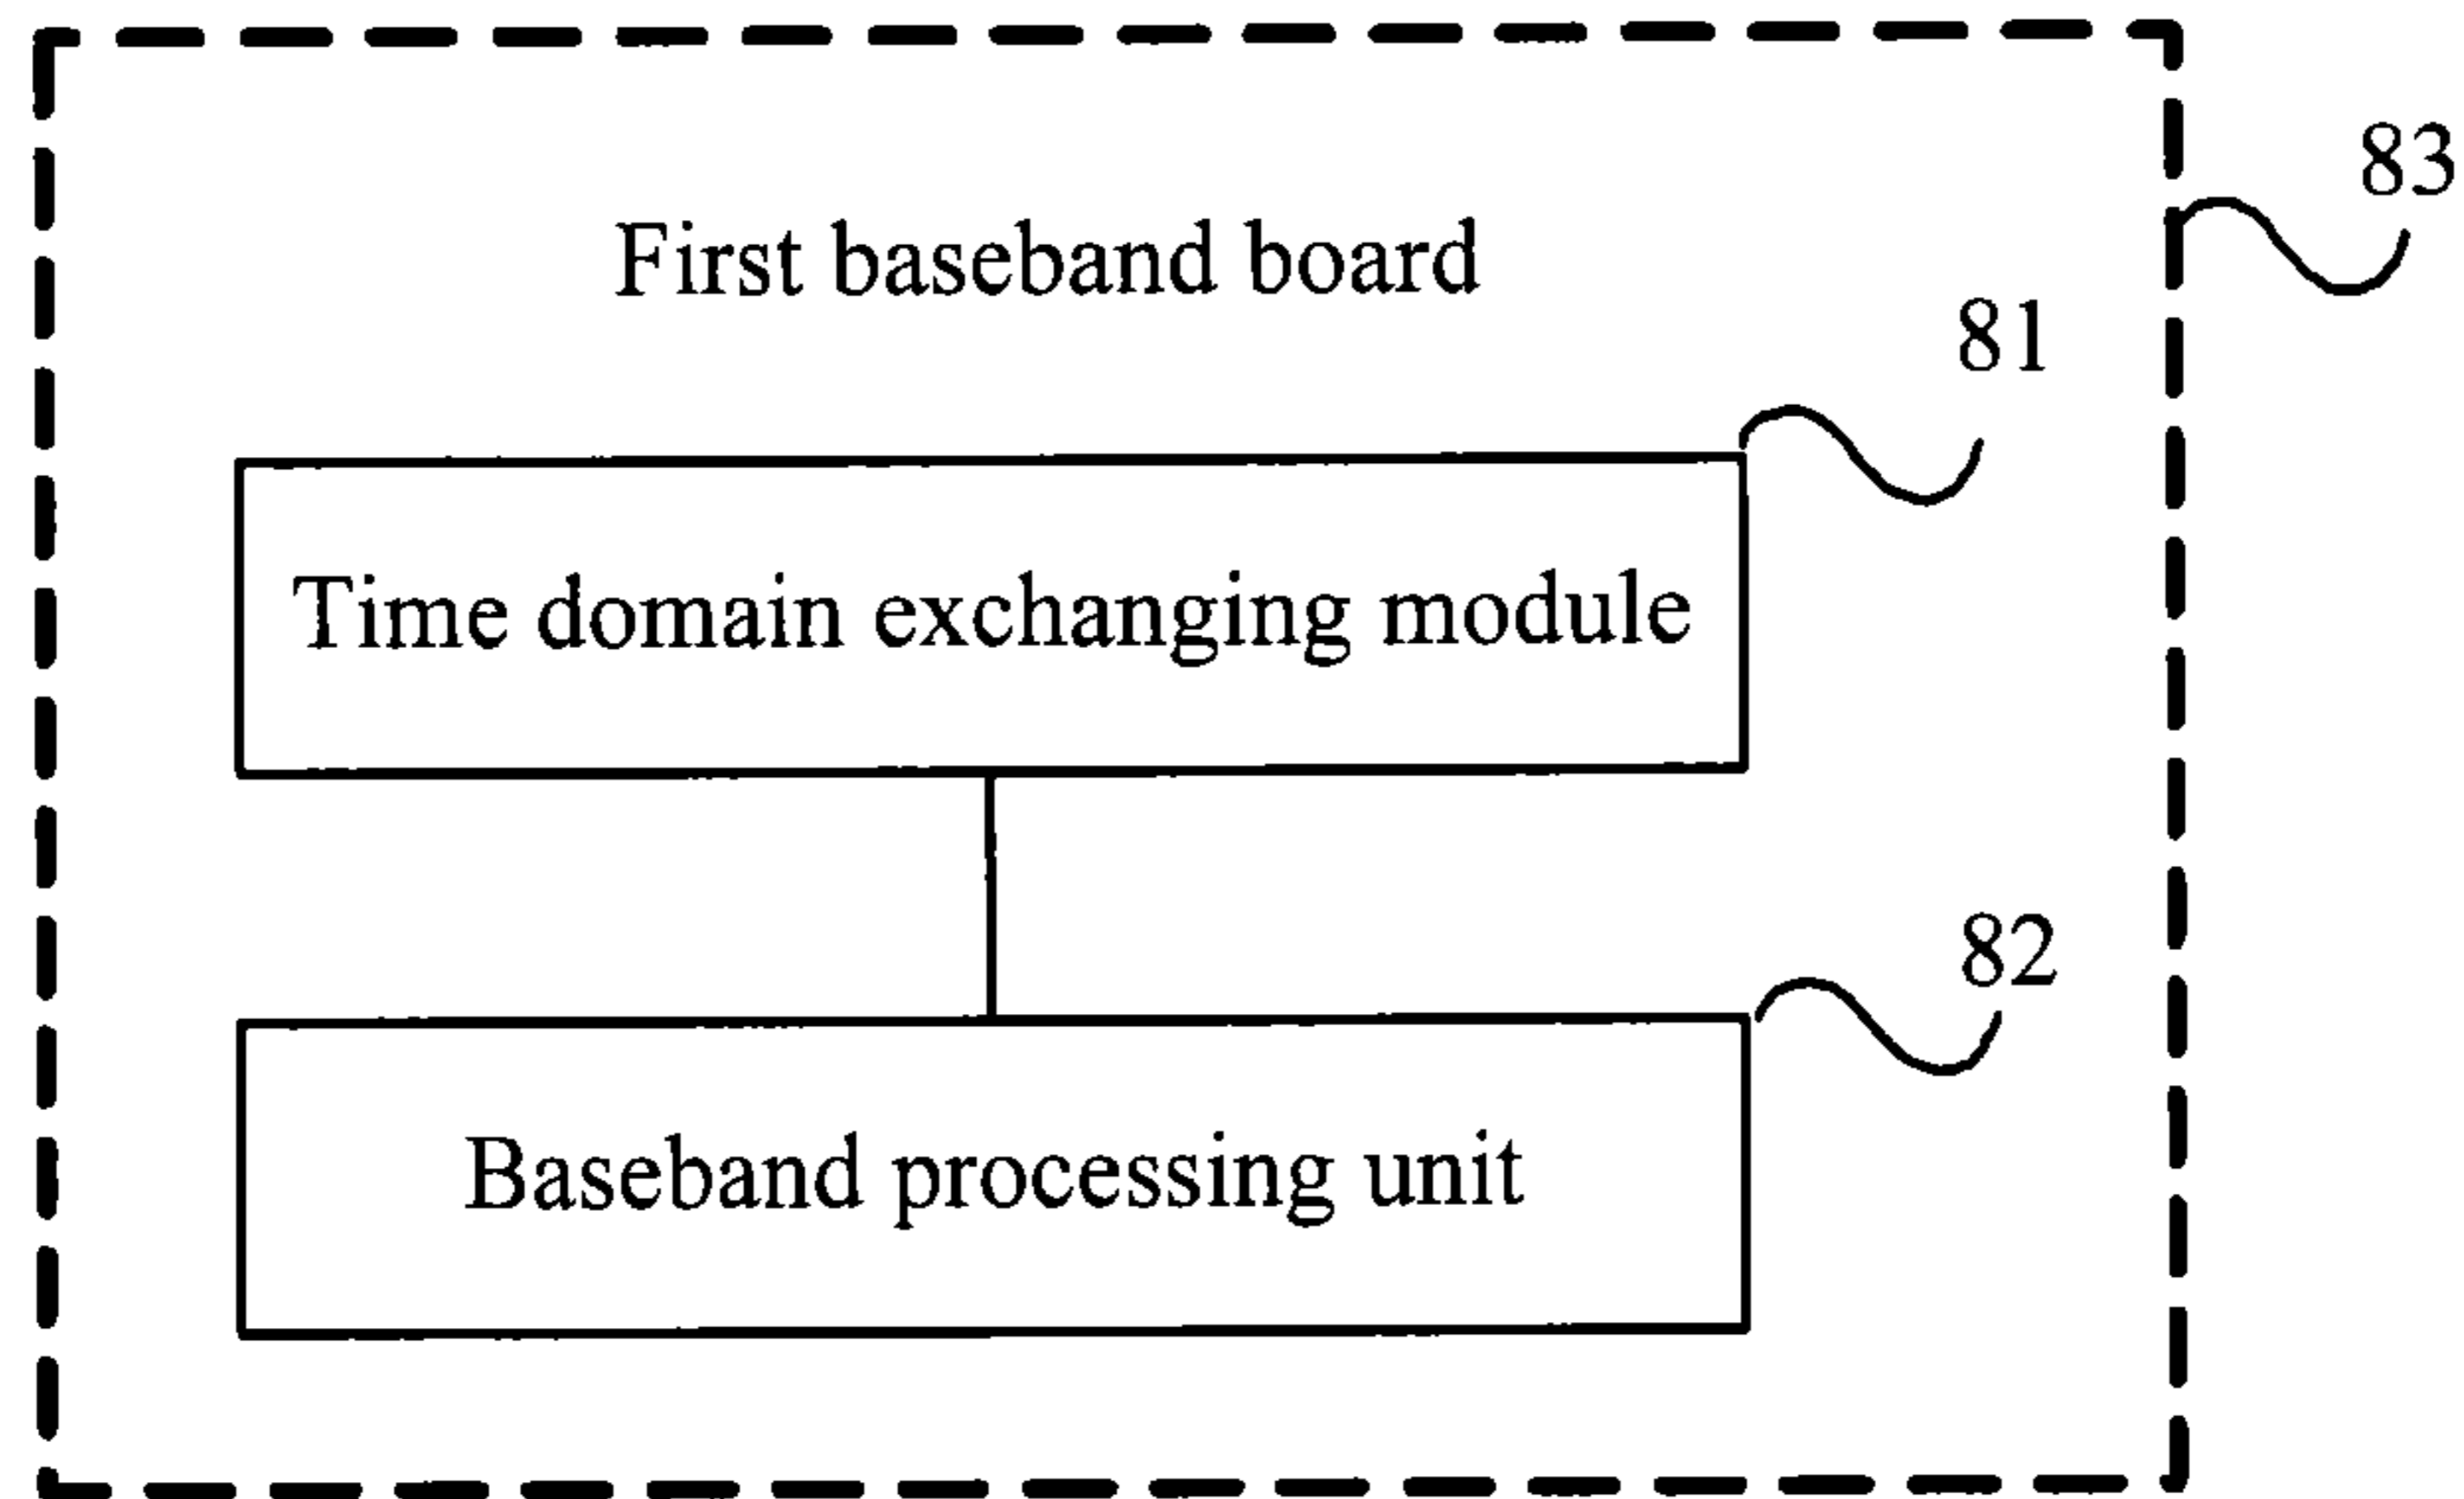 83
First baseband board
81
Time domain exchanging module
82
Baseband processing unit